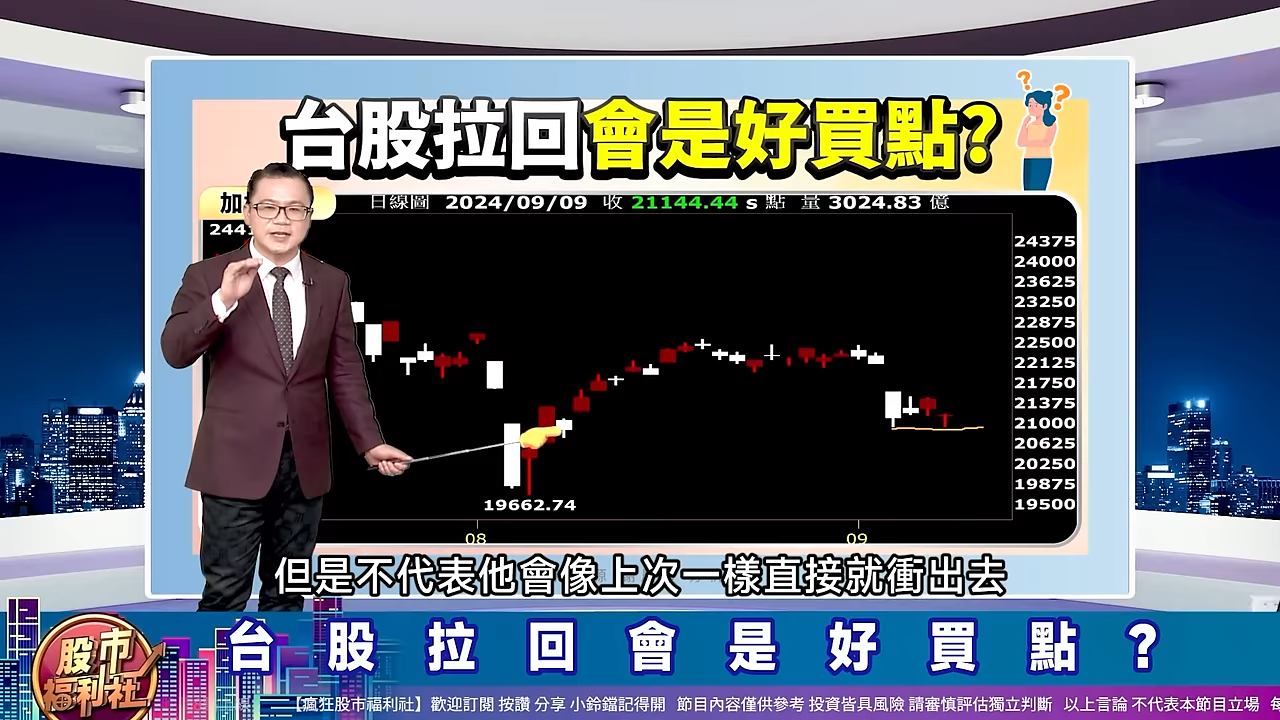 台股拉回會是好買點?
加
日線圖 2024/09/09 收 21144.44 s 點 量 3024.83 億
244
24375
24000
23625
23250
22875
22500
22125
21750
21375
21000
20625
20250
19875
19500
19662.74
08 09
但是不代表他會像上次一樣直接就衝出去
台股拉回會是好買點?
股市
福利社
【瘋狂股市福利社】歡迎訂閱 按讚 分享 小鈴鐺記得開 節目內容僅供參考 投資皆具風險 請審慎評估獨立判斷 以上言論 不代表本節目立場